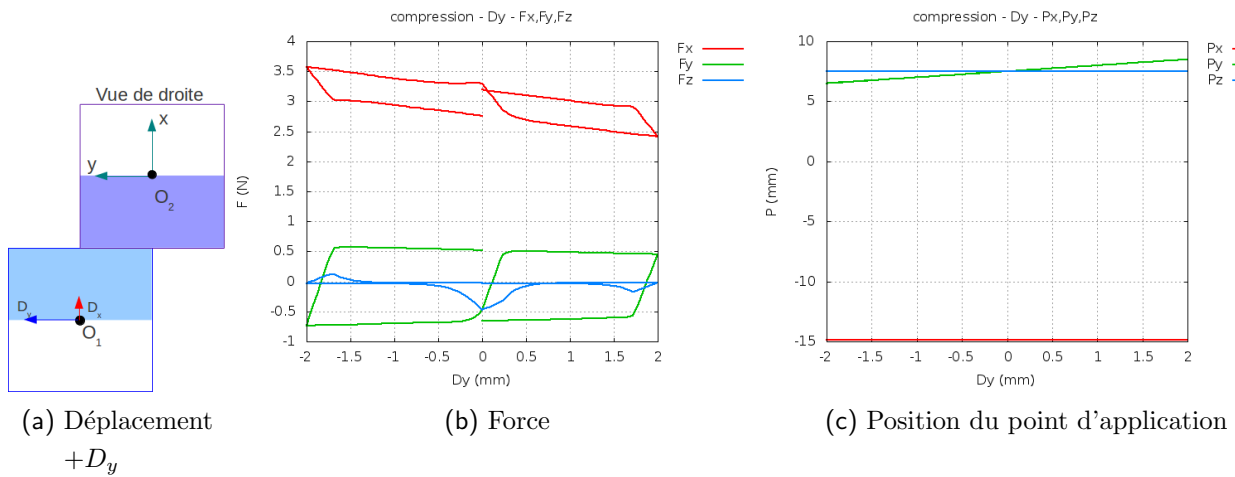 Vue de droite
x
y
O2
Dy
Dx
O1
(a) Déplacement
+Dy
compression - Dy - Fx,Fy,Fz
Fx
Fy
Fz
4
3.5
3
2.5
2
1.5
1
0.5
0
-0.5
-1
F (N)
-2
-1.5
-1
-0.5
0
0.5
1
1.5
2
Dy (mm)
(b) Force
compression - Dy - Px,Py,Pz
Px
Py
Pz
10
5
0
-5
-10
-15
P (mm)
-2
-1.5
-1
-0.5
0
0.5
1
1.5
2
Dy (mm)
(c) Position du point d'application